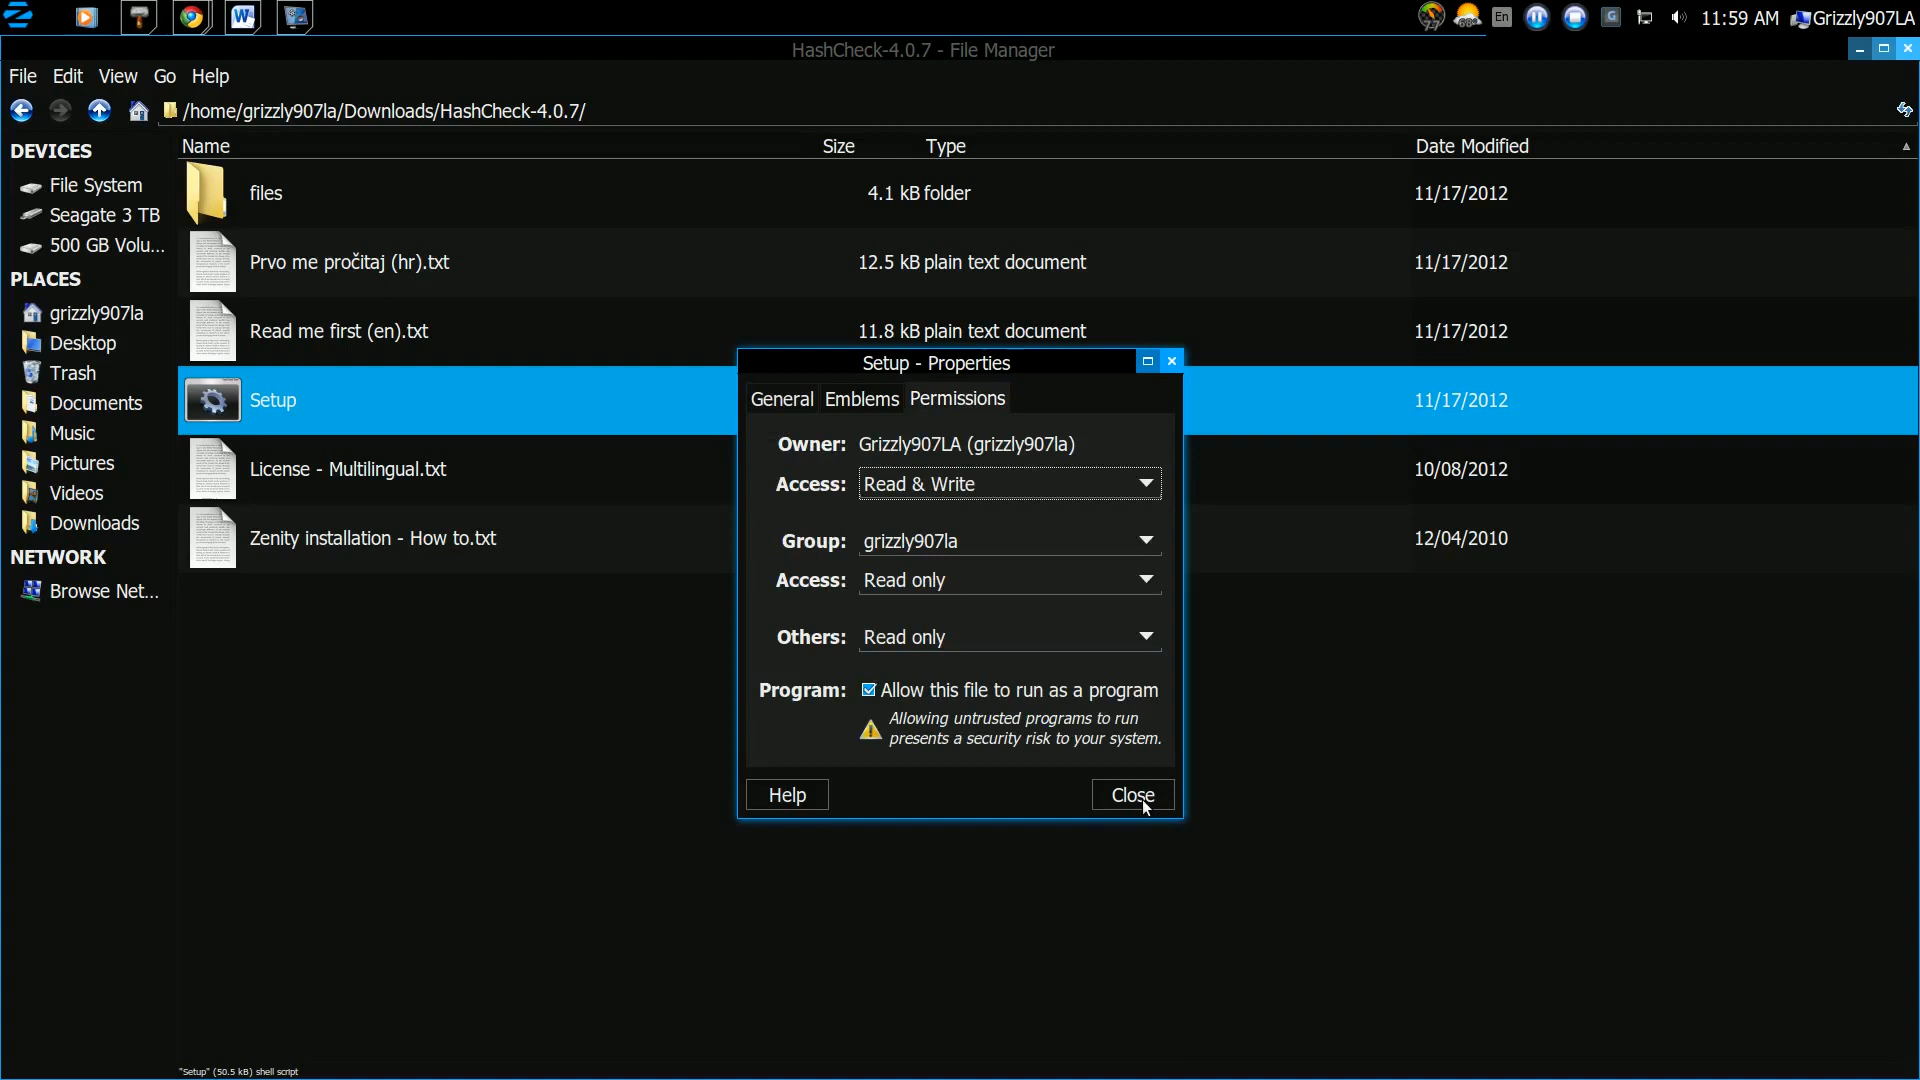 11:59 AM Grizzly907LA
HashCheck-4.0.7 - File Manager
File Edit View Go Help
/home/grizzly907la/Downloads/HashCheck-4.0.7/
DEVICES
File System
Seagate 3 TB
500 GB Volu...
PLACES
grizzly907la
Desktop
Trash
Documents
Music
Pictures
Videos
Downloads
NETWORK
Browse Net...
Name Size Type Date Modified
files 4.1 kB folder 11/17/2012
Prvo me pročitaj (hr).txt 12.5 kB plain text document 11/17/2012
Read me first (en).txt 11.8 kB plain text document 11/17/2012
Setup 11/17/2012
License - Multilingual.txt 10/08/2012
Zenity installation - How to.txt 12/04/2010
Setup - Properties
General Emblems Permissions
Owner: Grizzly907LA (grizzly907la)
Access: Read & Write
Group: grizzly907la
Access: Read only
Others: Read only
Program: Allow this file to run as a program
Allowing untrusted programs to run
presents a security risk to your system.
Help Close
"Setup" (50.5 kB) shell script
W
En
G